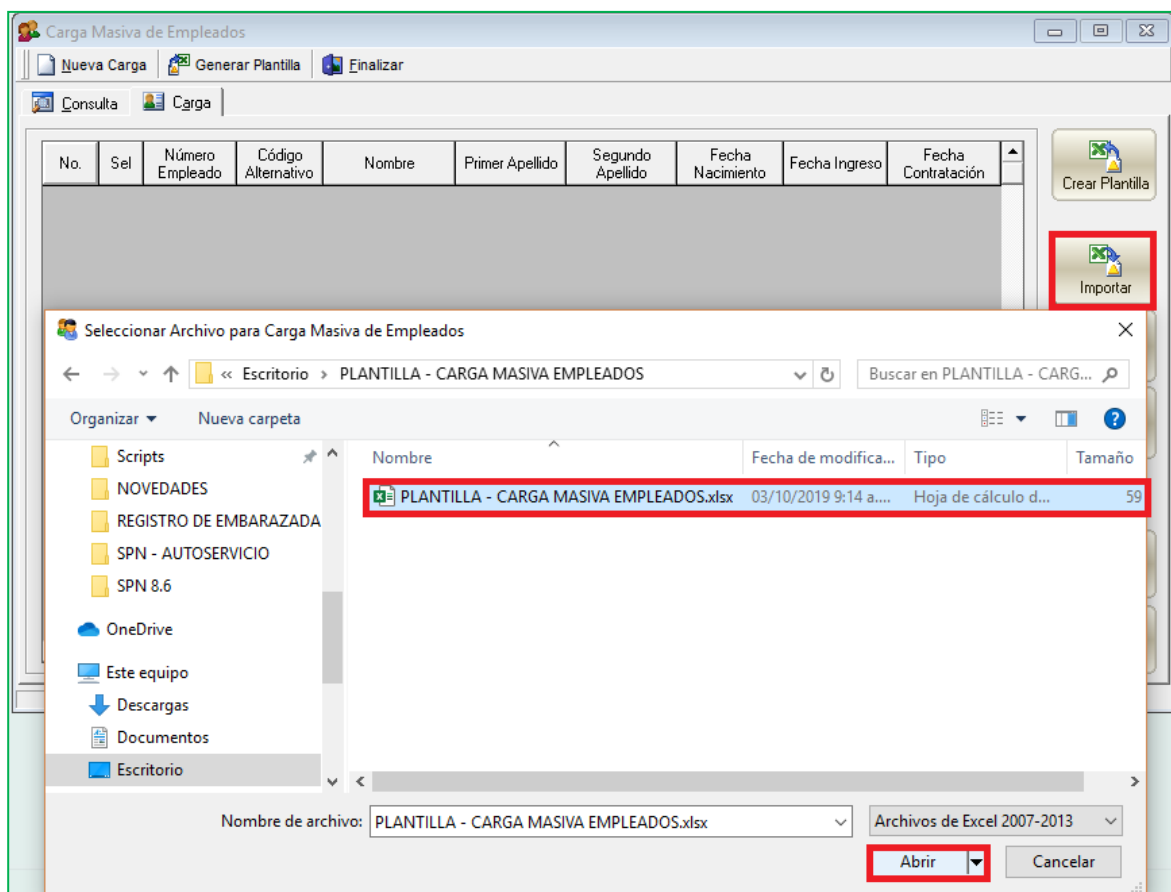 Carga Masiva de Empleados
Nueva Carga Generar Plantilla Finalizar
Consulta Carga
No. Sel Número Empleado Código Alternativo Nombre Primer Apellido Segundo Apellido Fecha Nacimiento Fecha Ingreso Fecha Contratación
Crear Plantilla
Importar
Seleccionar Archivo para Carga Masiva de Empleados
« Escritorio > PLANTILLA - CARGA MASIVA EMPLEADOS Buscar en PLANTILLA - CARG...
Organizar Nueva carpeta
Nombre Fecha de modifica... Tipo Tamaño
PLANTILLA - CARGA MASIVA EMPLEADOS.xlsx 03/10/2019 9:14 a.... Hoja de cálculo d... 59
Scripts
NOVEDADES
REGISTRO DE EMBARAZADA
SPN - AUTOSERVICIO
SPN 8.6
OneDrive
Este equipo
Descargas
Documentos
Escritorio
Nombre de archivo: PLANTILLA - CARGA MASIVA EMPLEADOS.xlsx Archivos de Excel 2007-2013
Abrir Cancelar